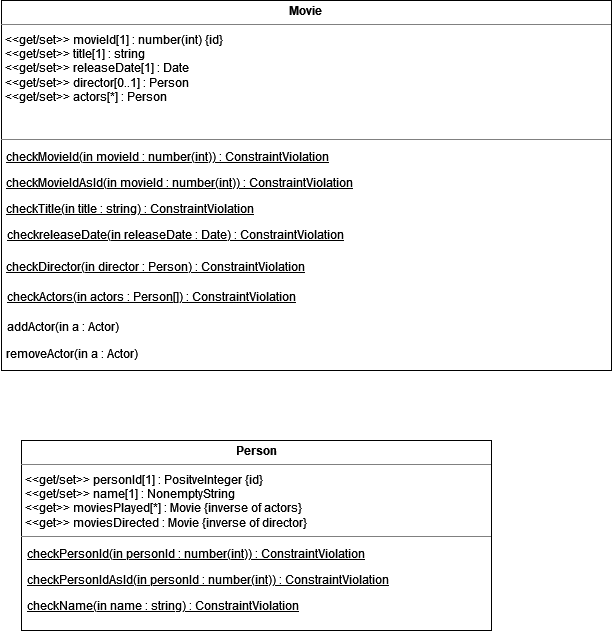 Movie
<<get/set>> movieId[1] : number(int) {id}
<<get/set>> title[1] : string
<<get/set>> releaseDate[1] : Date
<<get/set>> director[0..1] : Person
<<get/set>> actors[*] : Person
checkMovieId(in movieId : number(int)) : ConstraintViolation
checkMovieIdAsId(in movieId : number(int)) : ConstraintViolation
checkTitle(in title : string) : ConstraintViolation
checkreleaseDate(in releaseDate : Date) : ConstraintViolation
checkDirector(in director : Person) : ConstraintViolation
checkActors(in actors : Person[]) : ConstraintViolation
addActor(in a : Actor)
removeActor(in a : Actor)
Person
<<get/set>> personId[1] : PositveInteger {id}
<<get/set>> name[1] : NonemptyString
<<get>> moviesPlayed[*] : Movie {inverse of actors}
<<get>> moviesDirected : Movie {inverse of director}
checkPersonId(in personId : number(int)) : ConstraintViolation
checkPersonIdAsId(in personId : number(int)) : ConstraintViolation
checkName(in name : string) : ConstraintViolation